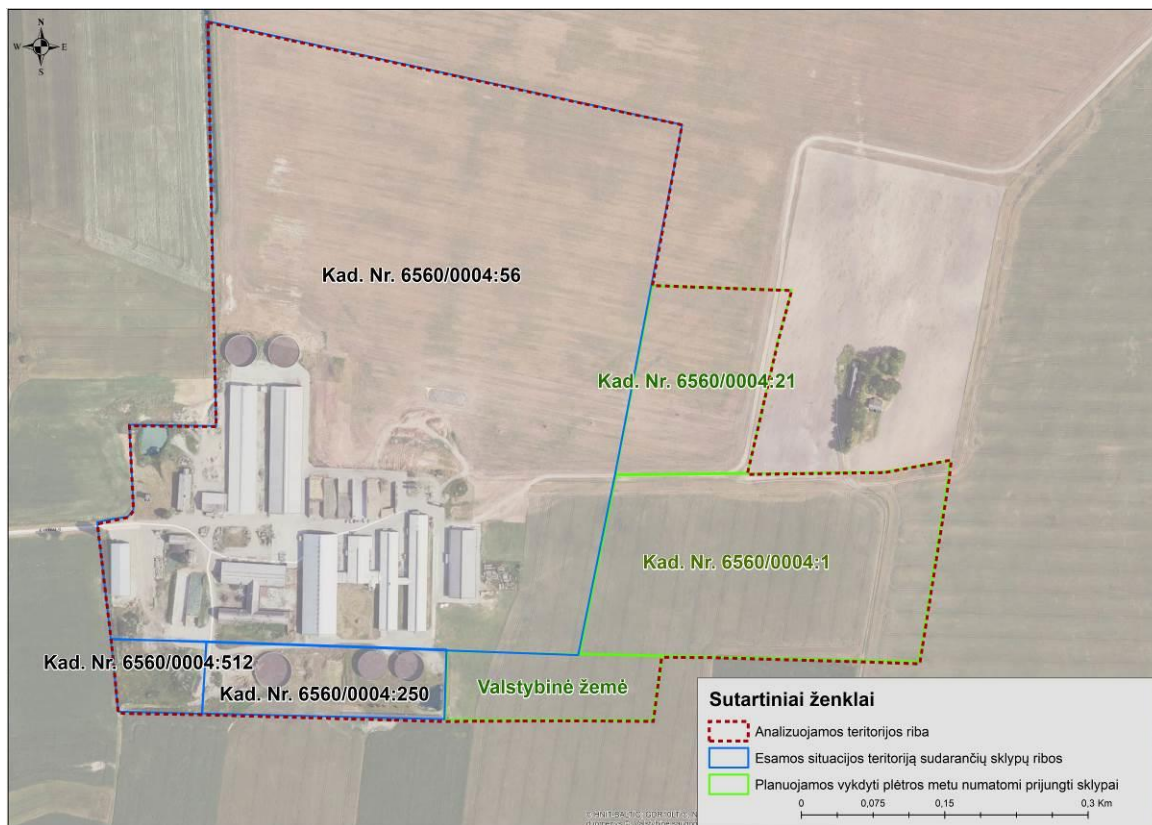 N
W E
S
Kad. Nr. 6560/0004:56
Kad. Nr. 6560/0004:21
Kad. Nr. 6560/0004:1
Kad. Nr. 6560/0004:512
Kad. Nr. 6560/0004:250
Valstybinė žemė
Sutartiniai ženklai
Analizuojamos teritorijos riba
Esamos situacijos teritoriją sudarančių sklypų ribos
Planuojamos vykdyti plėtros metu numatomi prijungti sklypai
0 0,075 0,15 0,3 Km